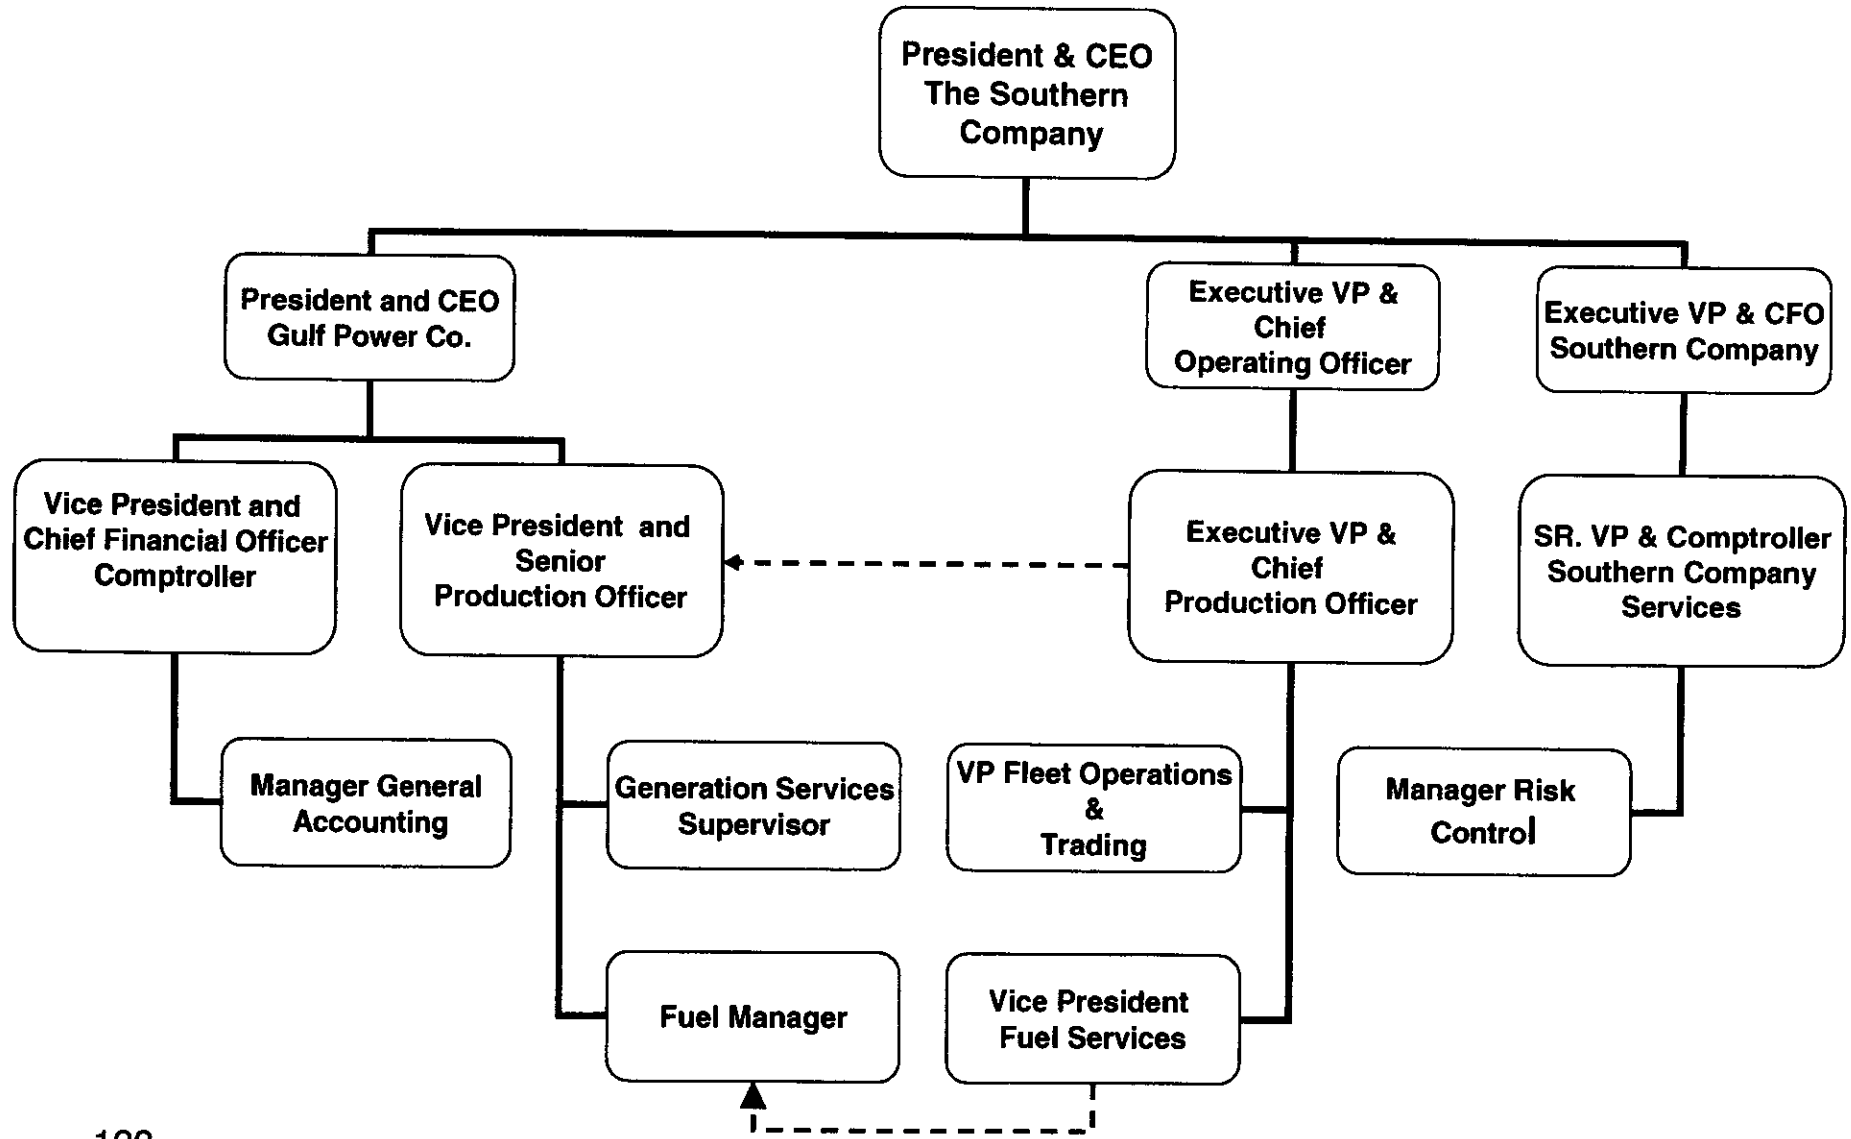 President & CEO
The Southern
Company
President and CEO
Gulf Power Co.
Executive VP &
Chief
Operating Officer
Executive VP & CFO
Southern Company
Vice President and
Chief Financial Officer
Comptroller
Vice President and
Senior
Production Officer
Executive VP &
Chief
Production Officer
SR. VP & Comptroller
Southern Company
Services
Manager General
Accounting
Generation Services
Supervisor
VP Fleet Operations
&
Trading
Manager Risk
Control
Fuel Manager
Vice President
Fuel Services